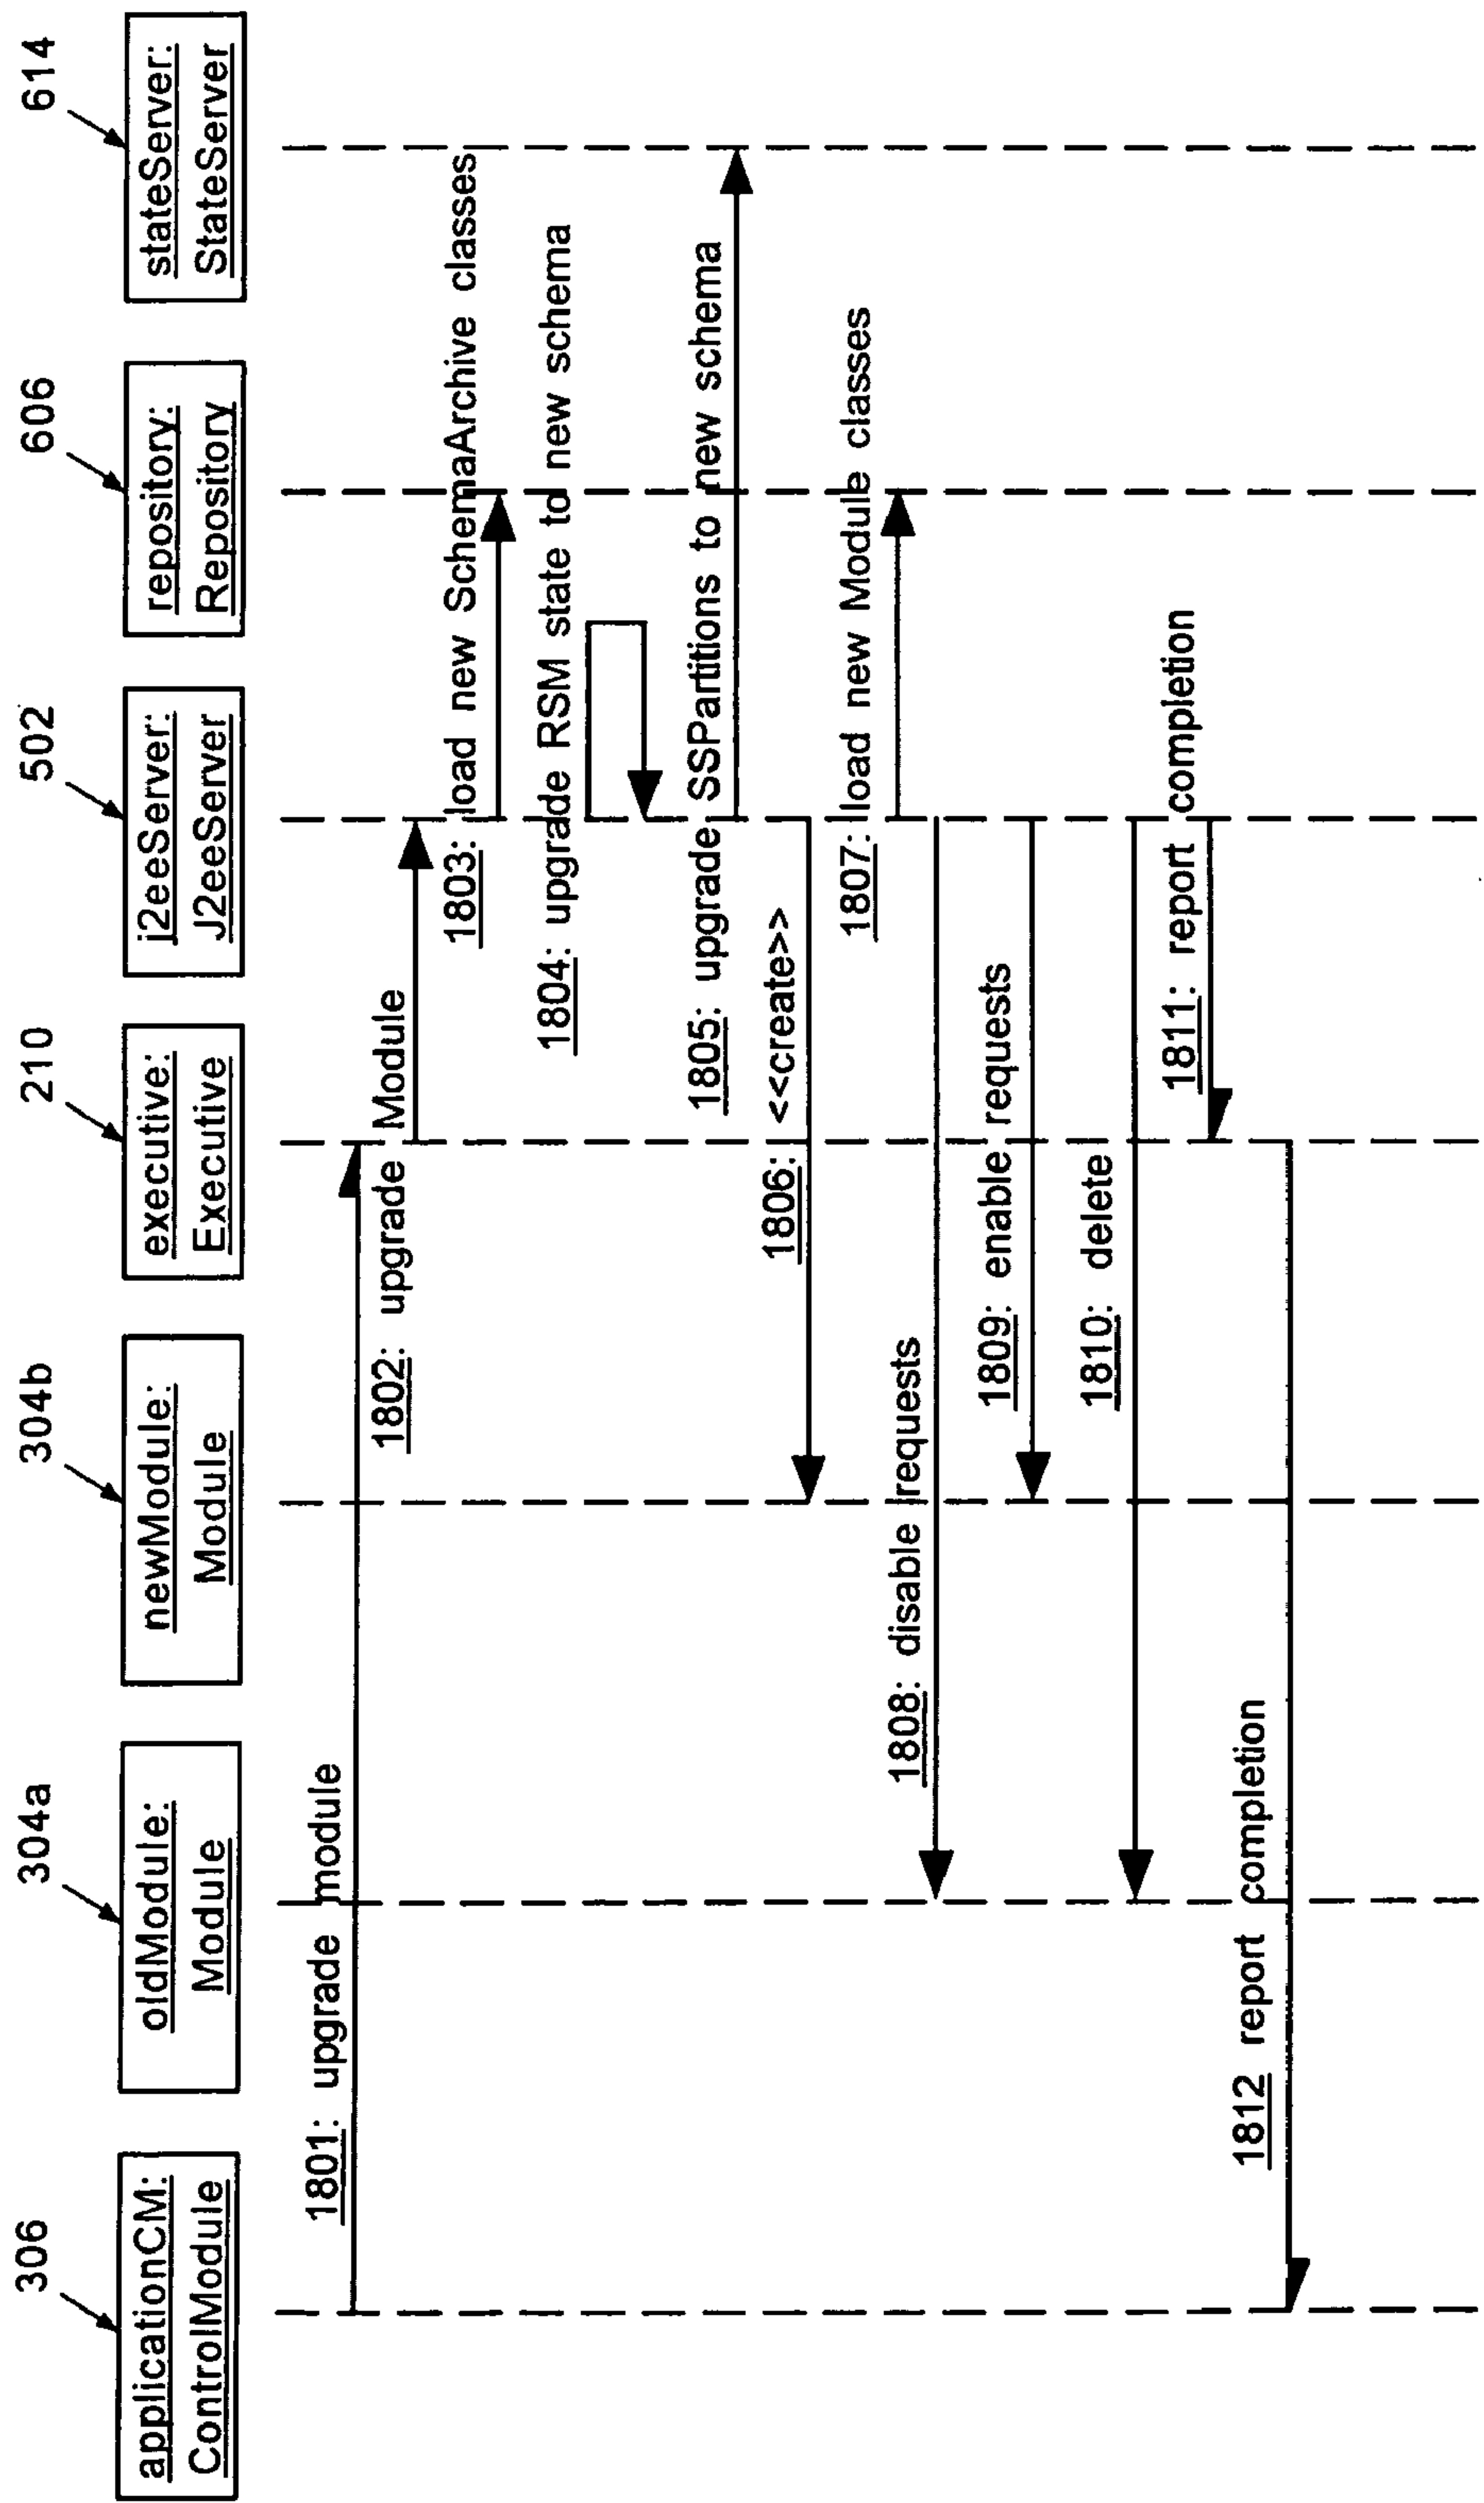 306
304a
304b
210
502
606
614
applicationCM:
ControlModule
oldModule:
Module
newModule:
Module
executive:
Executive
j2eeServer:
J2eeServer
repository:
Repository
stateServer:
StateServer
1801: upgrade module
1802: upgrade Module
1803: load new SchemaArchive classes
1804: upgrade RSM state to new schema
1805: upgrade SSPartitions to new schema
1806: <<create>>
1807: load new Module classes
1808: disable requests
1809: enable requests
1810: delete
1811: report completion
1812 report completion